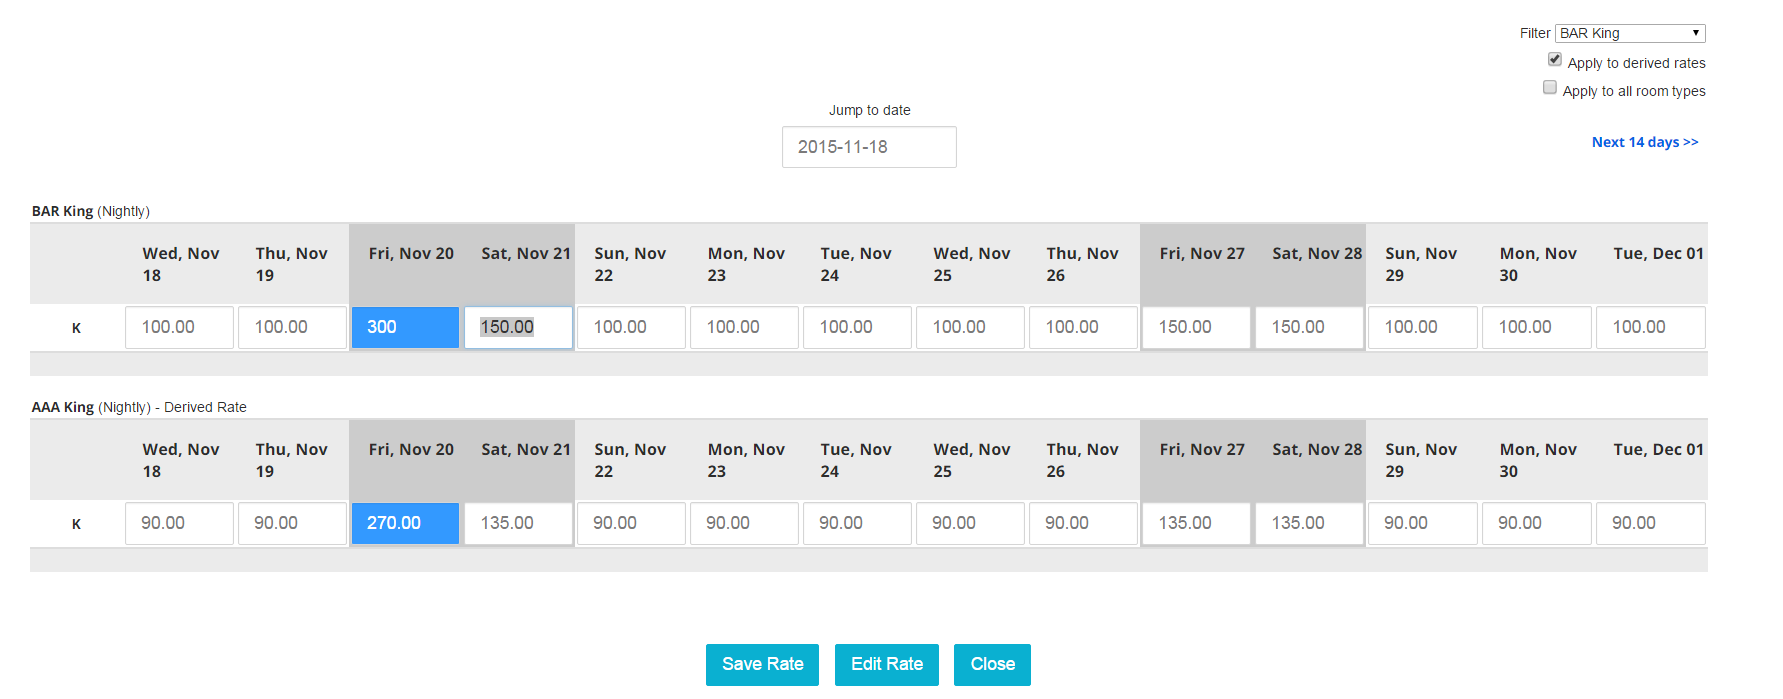 Filter BAR King
Apply to derived rates
Apply to all room types
Jump to date
2015-11-18
Next 14 days >>
BAR King (Nightly)
Wed, Nov 18 Thu, Nov 19 Fri, Nov 20 Sat, Nov 21 Sun, Nov 22 Mon, Nov 23 Tue, Nov 24 Wed, Nov 25 Thu, Nov 26 Fri, Nov 27 Sat, Nov 28 Sun, Nov 29 Mon, Nov 30 Tue, Dec 01
K 100.00 100.00 300 150.00 100.00 100.00 100.00 100.00 100.00 150.00 150.00 100.00 100.00 100.00
AAA King (Nightly) - Derived Rate
Wed, Nov 18 Thu, Nov 19 Fri, Nov 20 Sat, Nov 21 Sun, Nov 22 Mon, Nov 23 Tue, Nov 24 Wed, Nov 25 Thu, Nov 26 Fri, Nov 27 Sat, Nov 28 Sun, Nov 29 Mon, Nov 30 Tue, Dec 01
K 90.00 90.00 270.00 135.00 90.00 90.00 90.00 90.00 90.00 135.00 135.00 90.00 90.00 90.00
Save Rate Edit Rate Close